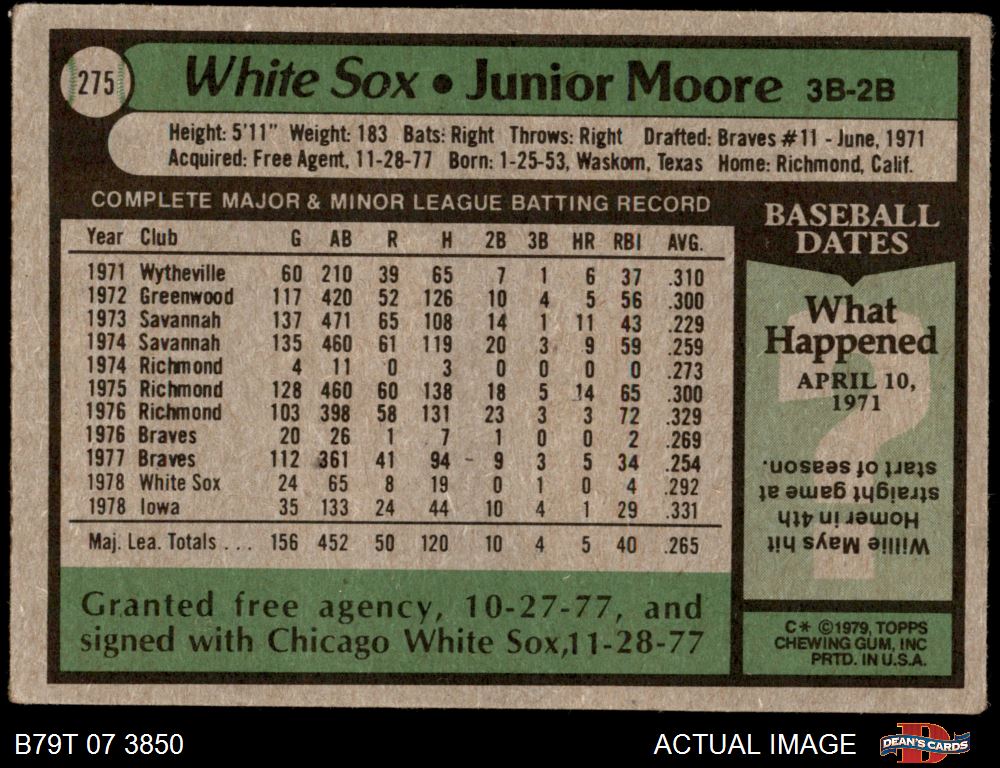 275
White Sox • Junior Moore 3B-2B
Height: 5'11" Weight: 183 Bats: Right Throws: Right Drafted: Braves #11 - June, 1971
Acquired: Free Agent, 11-28-77 Born: 1-25-53, Waskom, Texas Home: Richmond, Calif.
COMPLETE MAJOR & MINOR LEAGUE BATTING RECORD
Year Club G AB R H 2B 3B HR RBI AVG.
1971 Wytheville 60 210 39 65 7 1 6 37 .310
1972 Greenwood 117 420 52 126 10 4 5 56 .300
1973 Savannah 137 471 65 108 14 1 11 43 .229
1974 Savannah 135 460 61 119 20 3 9 59 .259
1974 Richmond 4 11 0 3 0 0 0 0 .273
1975 Richmond 128 460 60 138 18 5 14 65 .300
1976 Richmond 103 398 58 131 23 3 3 72 .329
1976 Braves 20 26 1 7 1 0 0 2 .269
1977 Braves 112 361 41 94 9 3 5 34 .254
1978 White Sox 24 65 8 19 0 1 0 4 .292
1978 Iowa 35 133 24 44 10 4 1 29 .331
Maj. Lea. Totals . . . 156 452 50 120 10 4 5 40 .265
Granted free agency, 10-27-77, and
signed with Chicago White Sox,11-28-77
BASEBALL
DATES
What
Happened
APRIL 10,
1971
?
Willie Mays hit
Homer in 4th
straight game at
start of season.
C* ©1979, TOPPS
CHEWING GUM, INC
PRTD. IN U.S.A.
B79T 07 3850
ACTUAL IMAGE
D
DEAN'S CARDS